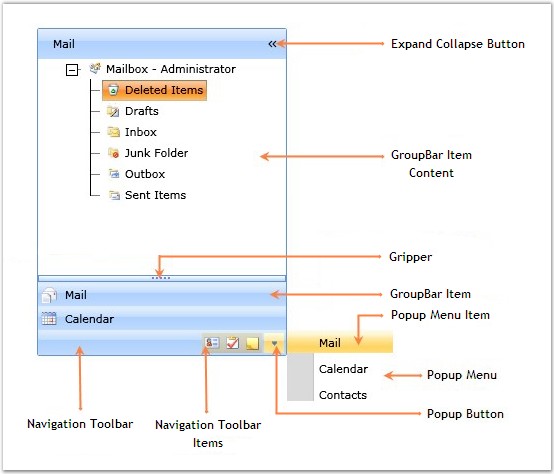 Mail
Expand Collapse Button
Mailbox - Administrator
Deleted Items
Drafts
Inbox
Junk Folder
Outbox
Sent Items
GroupBar Item
Content
Gripper
Mail
GroupBar Item
Calendar
Popup Menu Item
Mail
Calendar
Popup Menu
Contacts
Navigation Toolbar
Navigation Toolbar
Items
Popup Button